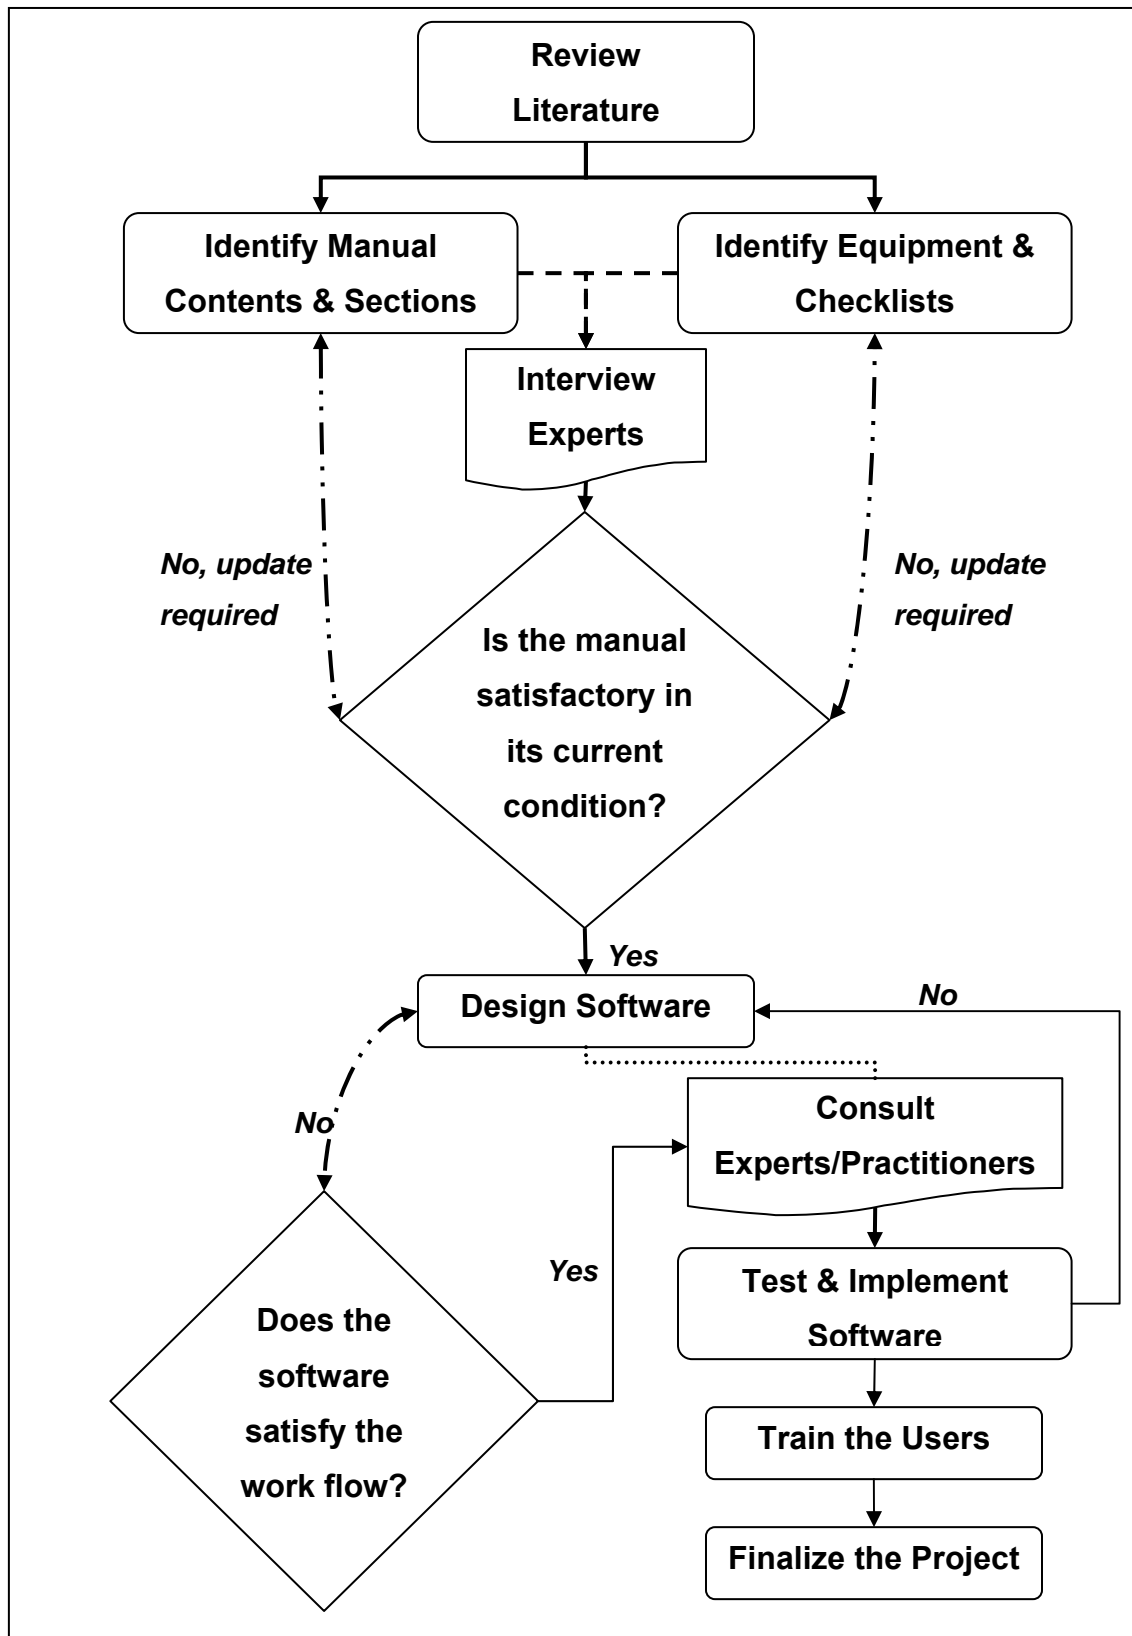 Review
Literature
Identify Manual
Contents & Sections
Identify Equipment &
Checklists
Interview
Experts
No, update
required
No, update
required
Is the manual
satisfactory in
its current
condition?
Yes
Design Software
No
No
Consult
Experts/Practitioners
Yes
Test & Implement
Software
Does the
software
satisfy the
work flow?
Train the Users
Finalize the Project